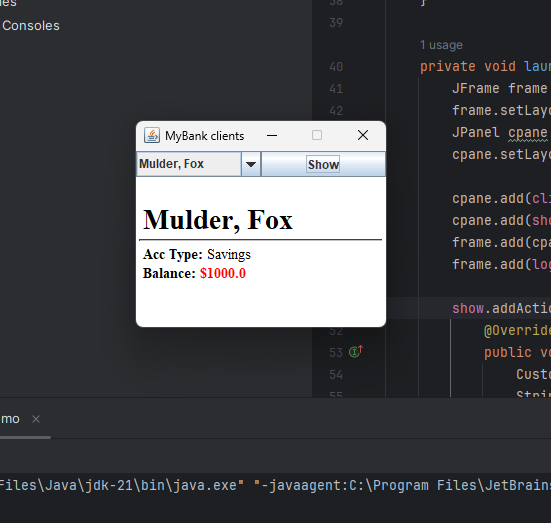 Consoles
38
}
39
1 usage
40 private void laun
41 JFrame frame
42 frame.setLayo
JPanel cpane
cpane.setLayo
cpane.add(cli
cpane.add(sho
frame.add(cpa
frame.add(log
show.addActio
52 @Override
53 public vo
54 Custo
55 Strin
MyBank clients
Mulder, Fox
Show
Mulder, Fox
Acc Type: Savings
Balance: $1000.0
mo
Files\Java\jdk-21\bin\java.exe" "-javaagent:C:\Program Files\JetBrains